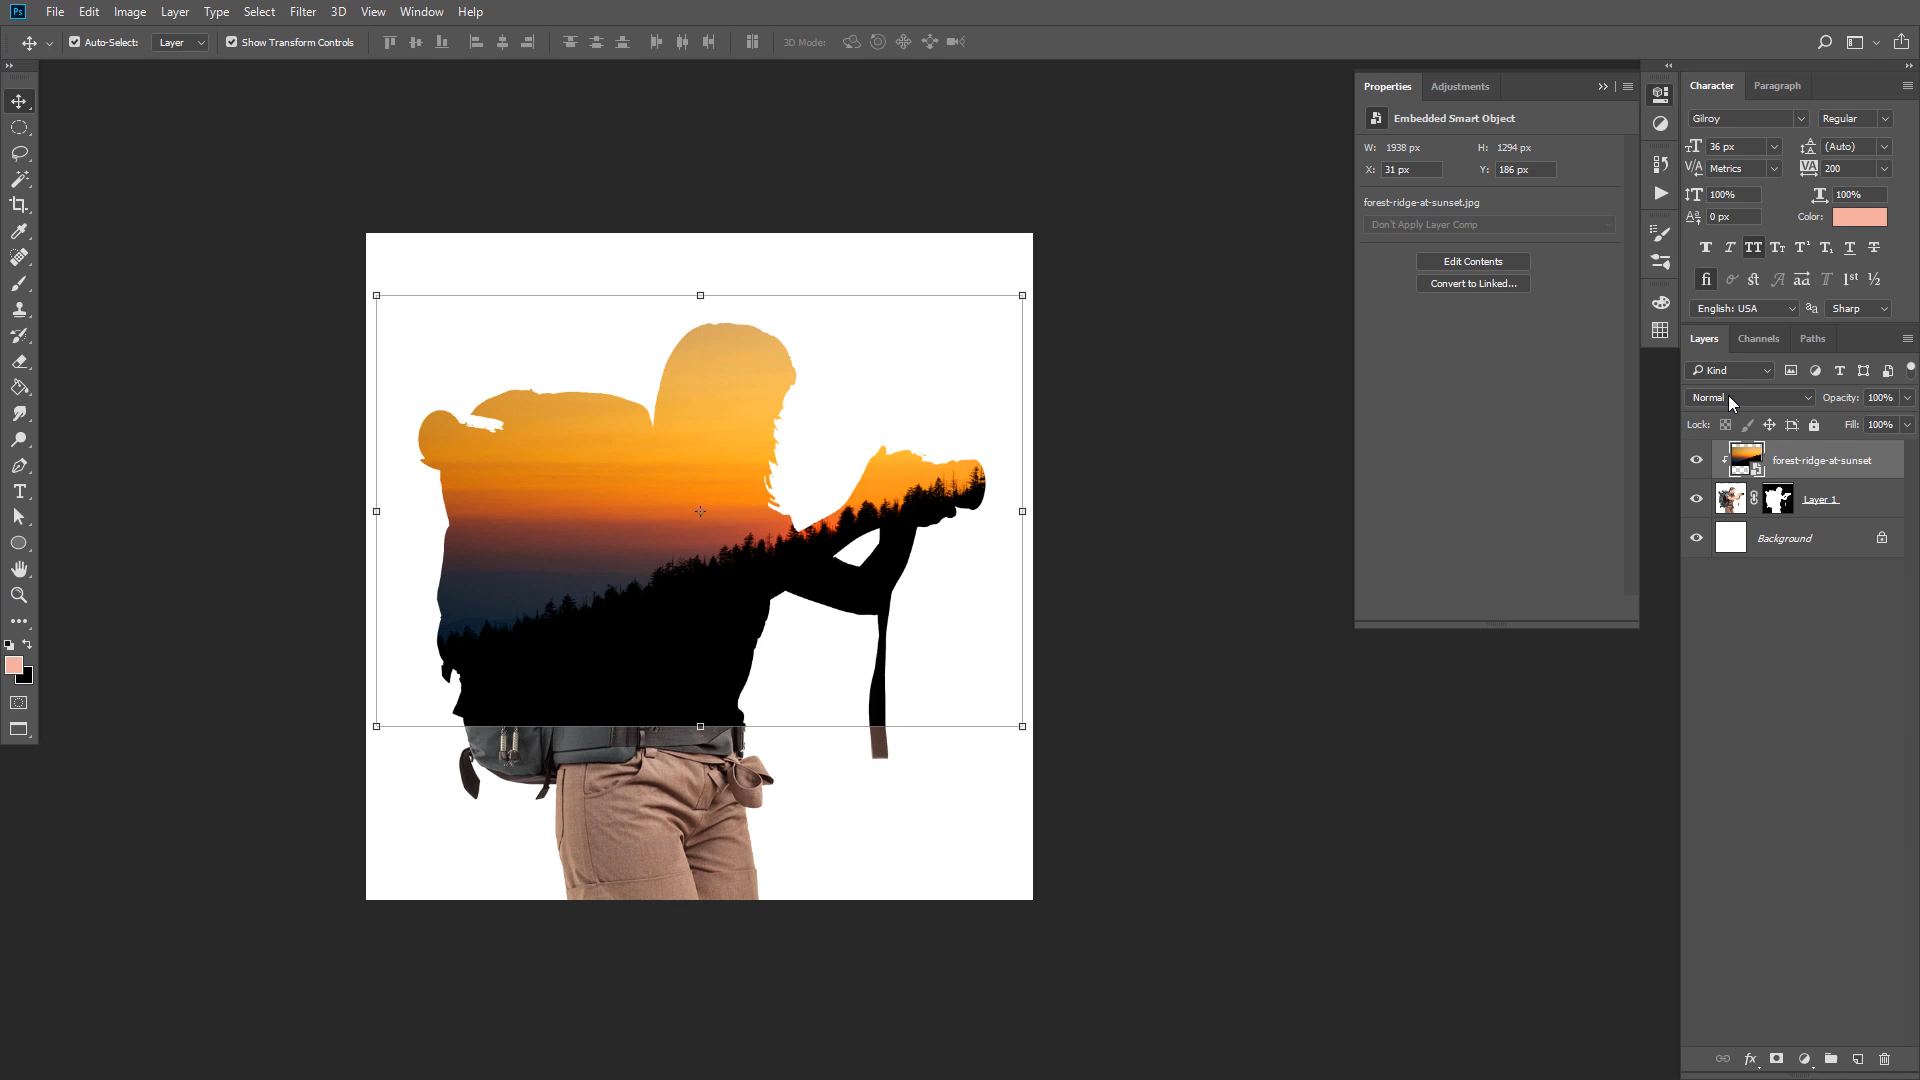 Ps File Edit Image Layer Type Select Filter 3D View Window Help
Auto-Select: Layer Show Transform Controls 3D Mode:
Properties Adjustments
Embedded Smart Object
W: 1938 px H: 1294 px
X: 31 px Y: 186 px
forest-ridge-at-sunset.jpg
Don't Apply Layer Comp
Edit Contents
Convert to Linked...
Character Paragraph
Gilroy Regular
36 px (Auto)
Metrics 200
100% 100%
0 px Color:
English: USA Sharp
Layers Channels Paths
Kind
Normal Opacity: 100%
Lock: Fill: 100%
forest-ridge-at-sunset
Layer 1
Background